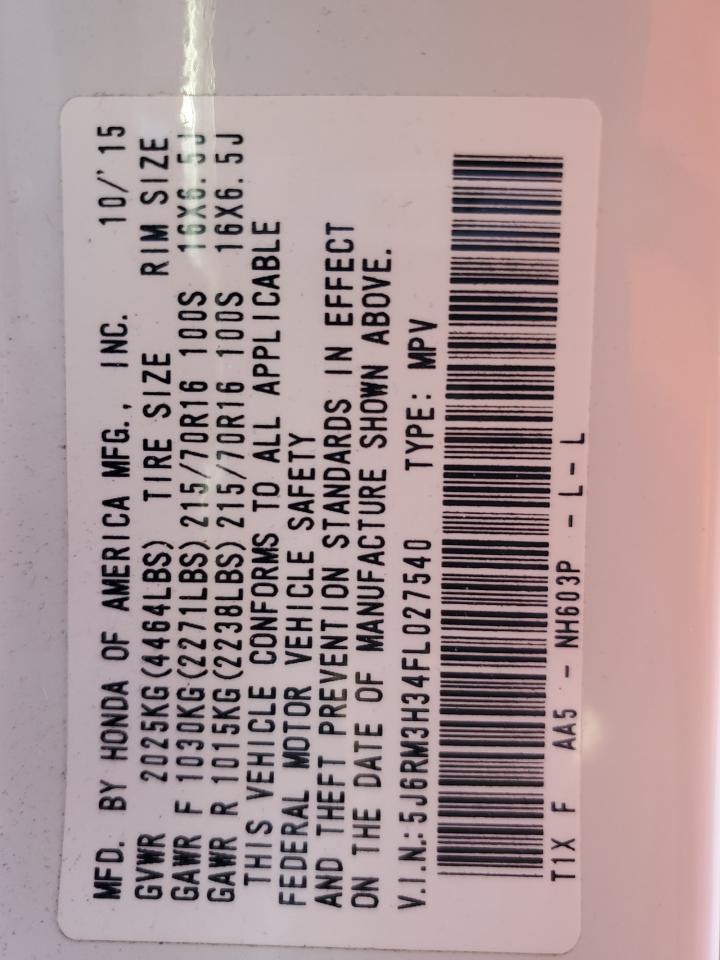 MFD. BY HONDA OF AMERICA MFG., INC. 10/'15
GVWR 2025KG(4464LBS) TIRE SIZE RIM SIZE
GAWR F 1030KG(2271LBS) 215/70R16 100S 16X6.5J
GAWR R 1015KG(2238LBS) 215/70R16 100S 16X6.5J
THIS VEHICLE CONFORMS TO ALL APPLICABLE
FEDERAL MOTOR VEHICLE SAFETY
AND THEFT PREVENTION STANDARDS IN EFFECT
ON THE DATE OF MANUFACTURE SHOWN ABOVE.
V.I.N.:5J6RM3H34FL027540 TYPE: MPV
T1X F AA5 - NH603P - L - L